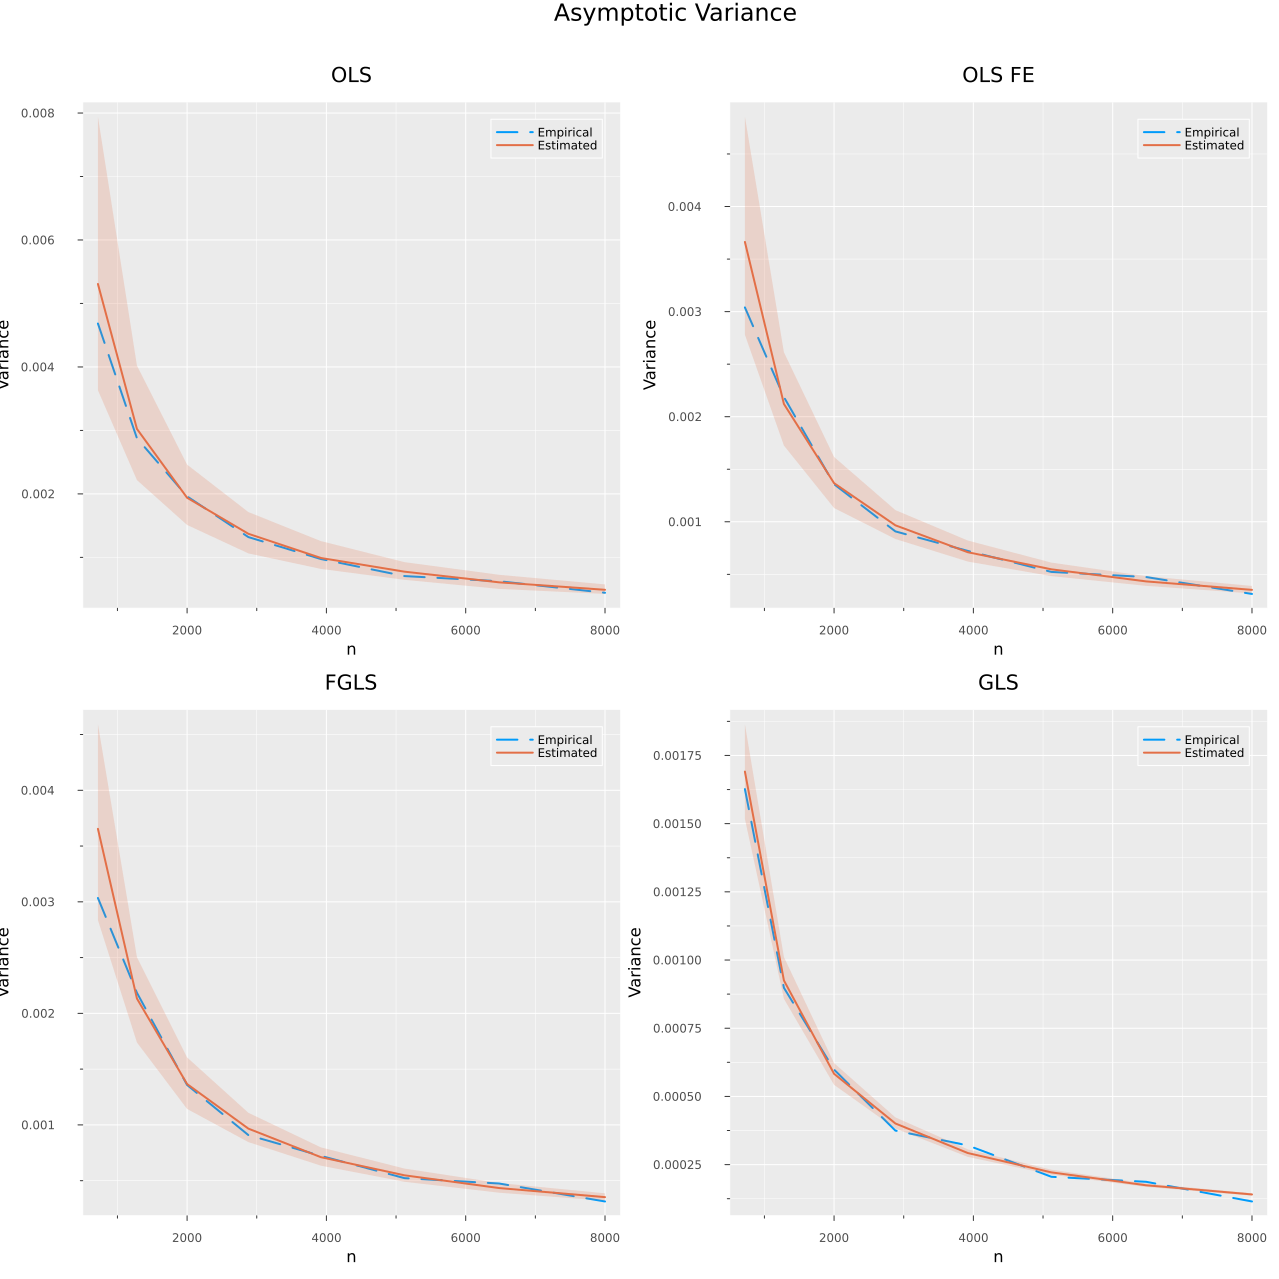 Asymptotic Variance
OLS
0.008
0.006
0.004
0.002
Variance
2000 4000 6000 8000
n
Empirical
Estimated
OLS FE
0.004
0.003
0.002
0.001
Variance
2000 4000 6000 8000
n
Empirical
Estimated
FGLS
0.004
0.003
0.002
0.001
Variance
2000 4000 6000 8000
n
Empirical
Estimated
GLS
0.00175
0.00150
0.00125
0.00100
0.00075
0.00050
0.00025
Variance
2000 4000 6000 8000
n
Empirical
Estimated